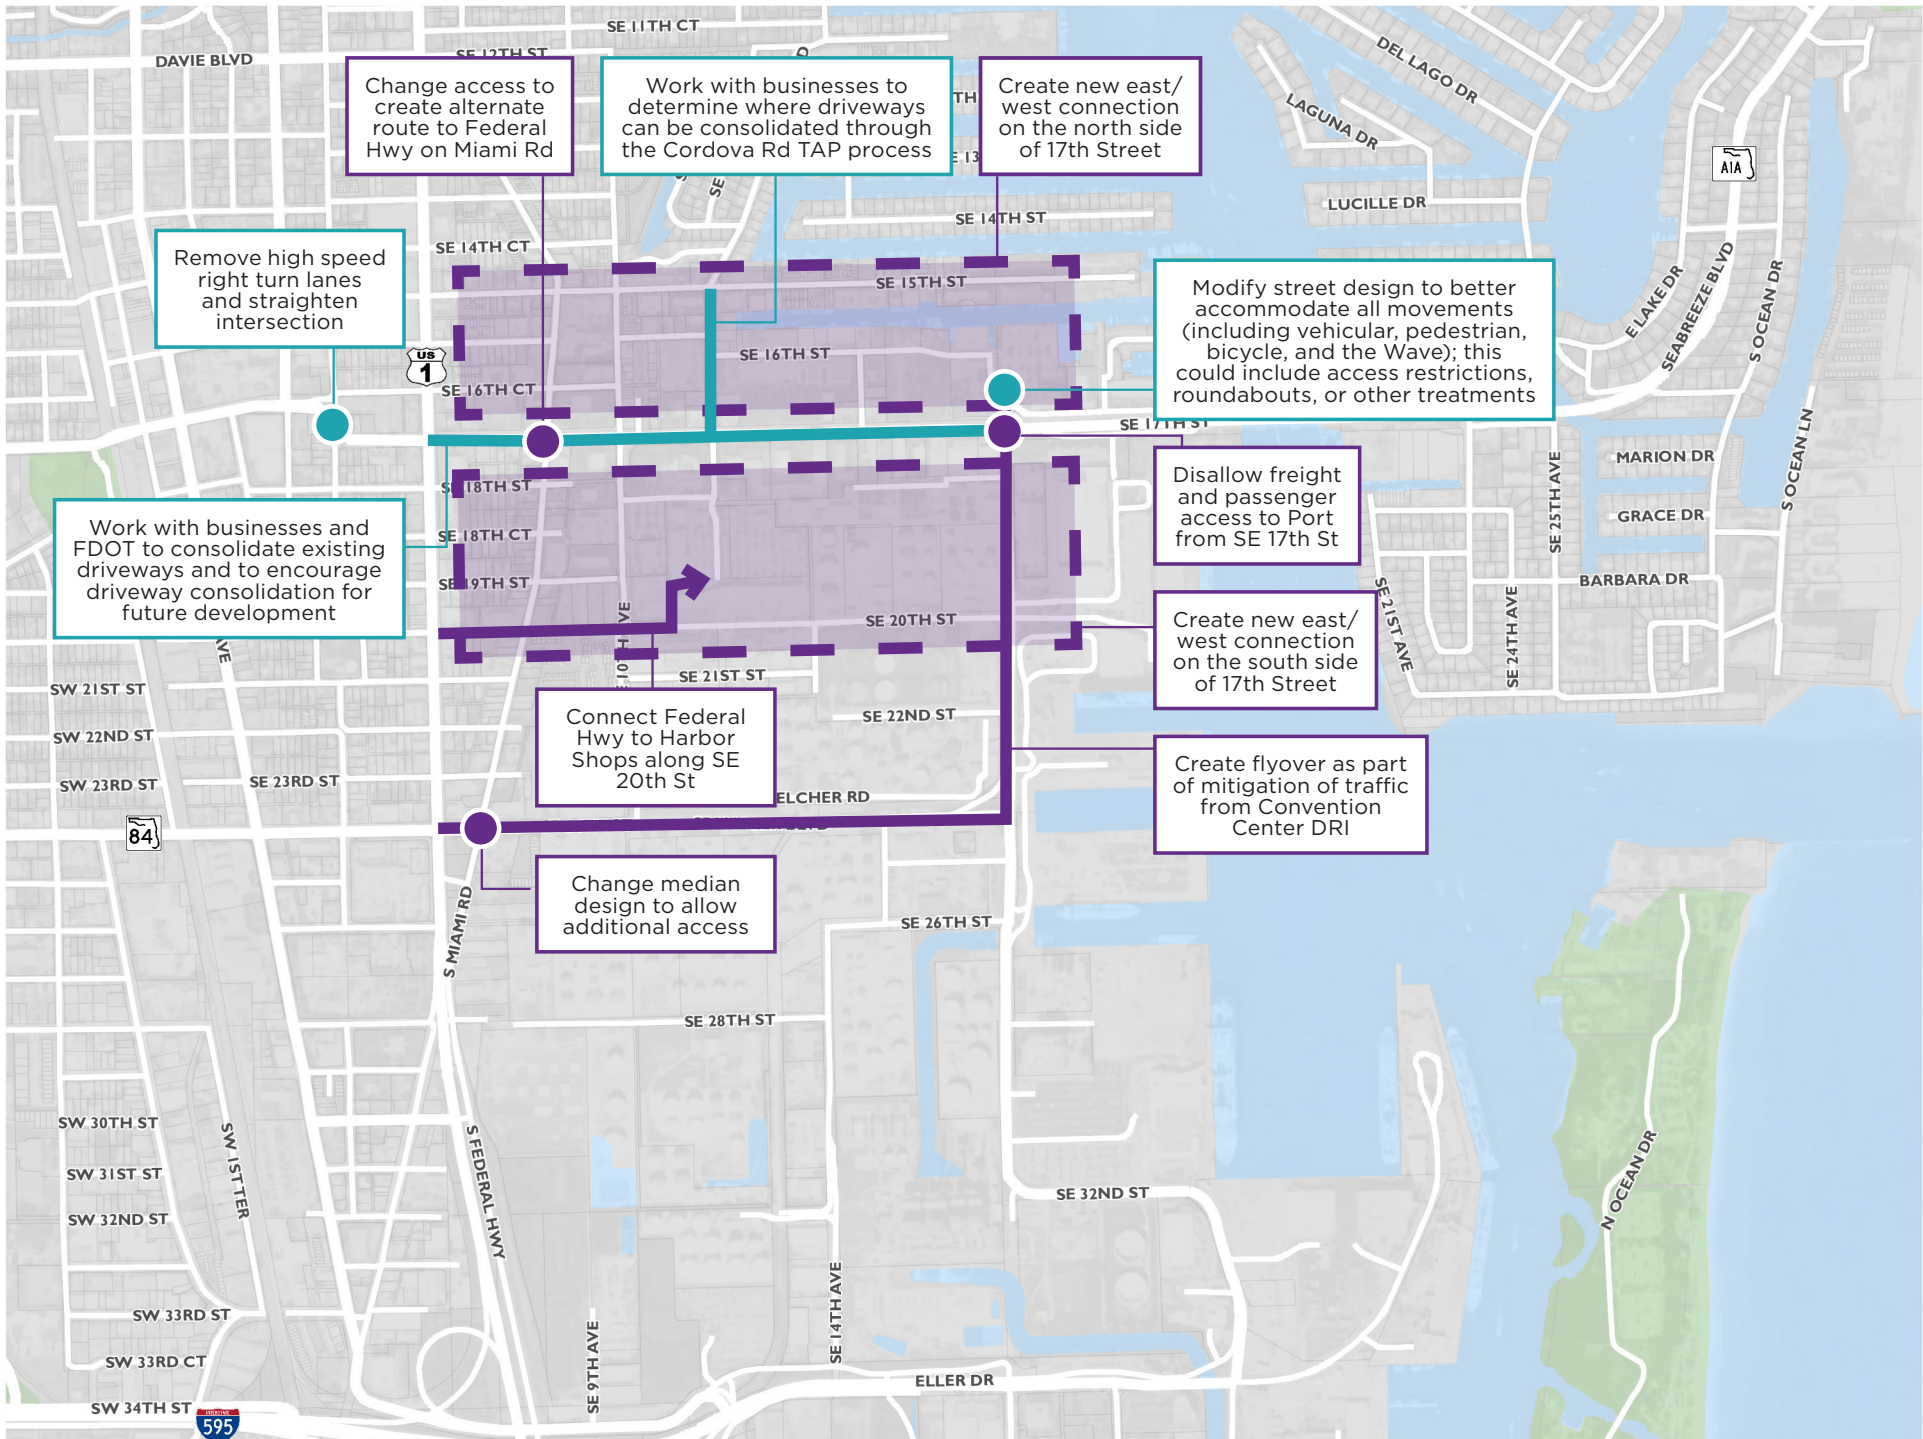 SE 11TH CT
DAVIE BLVD
SE 12TH ST
DEL LAGO DR
LAGUNA DR
A1A
LUCILLE DR
Change access to
create alternate
route to Federal
Hwy on Miami Rd
Work with businesses to
determine where driveways
can be consolidated through
the Cordova Rd TAP process
Create new east/
west connection
on the north side
of 17th Street
SE 14TH ST
SE 14TH CT
Remove high speed
right turn lanes
and straighten
intersection
US
1
SE 15TH ST
SE 16TH ST
SE 16TH CT
Modify street design to better
accommodate all movements
(including vehicular, pedestrian,
bicycle, and the Wave); this
could include access restrictions,
roundabouts, or other treatments
E LAKE DR
SEABREEZE BLVD
S OCEAN DR
S OCEAN LN
SE 17TH ST
MARION DR
GRACE DR
BARBARA DR
SE 25TH AVE
SE 24TH AVE
SE 21ST AVE
SE 18TH ST
SE 18TH CT
SE 19TH ST
Work with businesses and
FDOT to consolidate existing
driveways and to encourage
driveway consolidation for
future development
Disallow freight
and passenger
access to Port
from SE 17th St
SE 20TH ST
E 10TH AVE
AVE
Create new east/
west connection
on the south side
of 17th Street
SE 21ST ST
SW 21ST ST
SE 22ND ST
SW 22ND ST
SW 23RD ST
SE 23RD ST
Connect Federal
Hwy to Harbor
Shops along SE
20th St
ELCHER RD
Create flyover as part
of mitigation of traffic
from Convention
Center DRI
84
Change median
design to allow
additional access
S MIAMI RD
SE 26TH ST
SE 28TH ST
SW 30TH ST
SW 31ST ST
SW 32ND ST
SW 1ST TER
S FEDERAL HWY
SE 32ND ST
N OCEAN DR
SW 33RD ST
SW 33RD CT
SE 9TH AVE
SE 14TH AVE
ELLER DR
SW 34TH ST
INTERSTATE
595